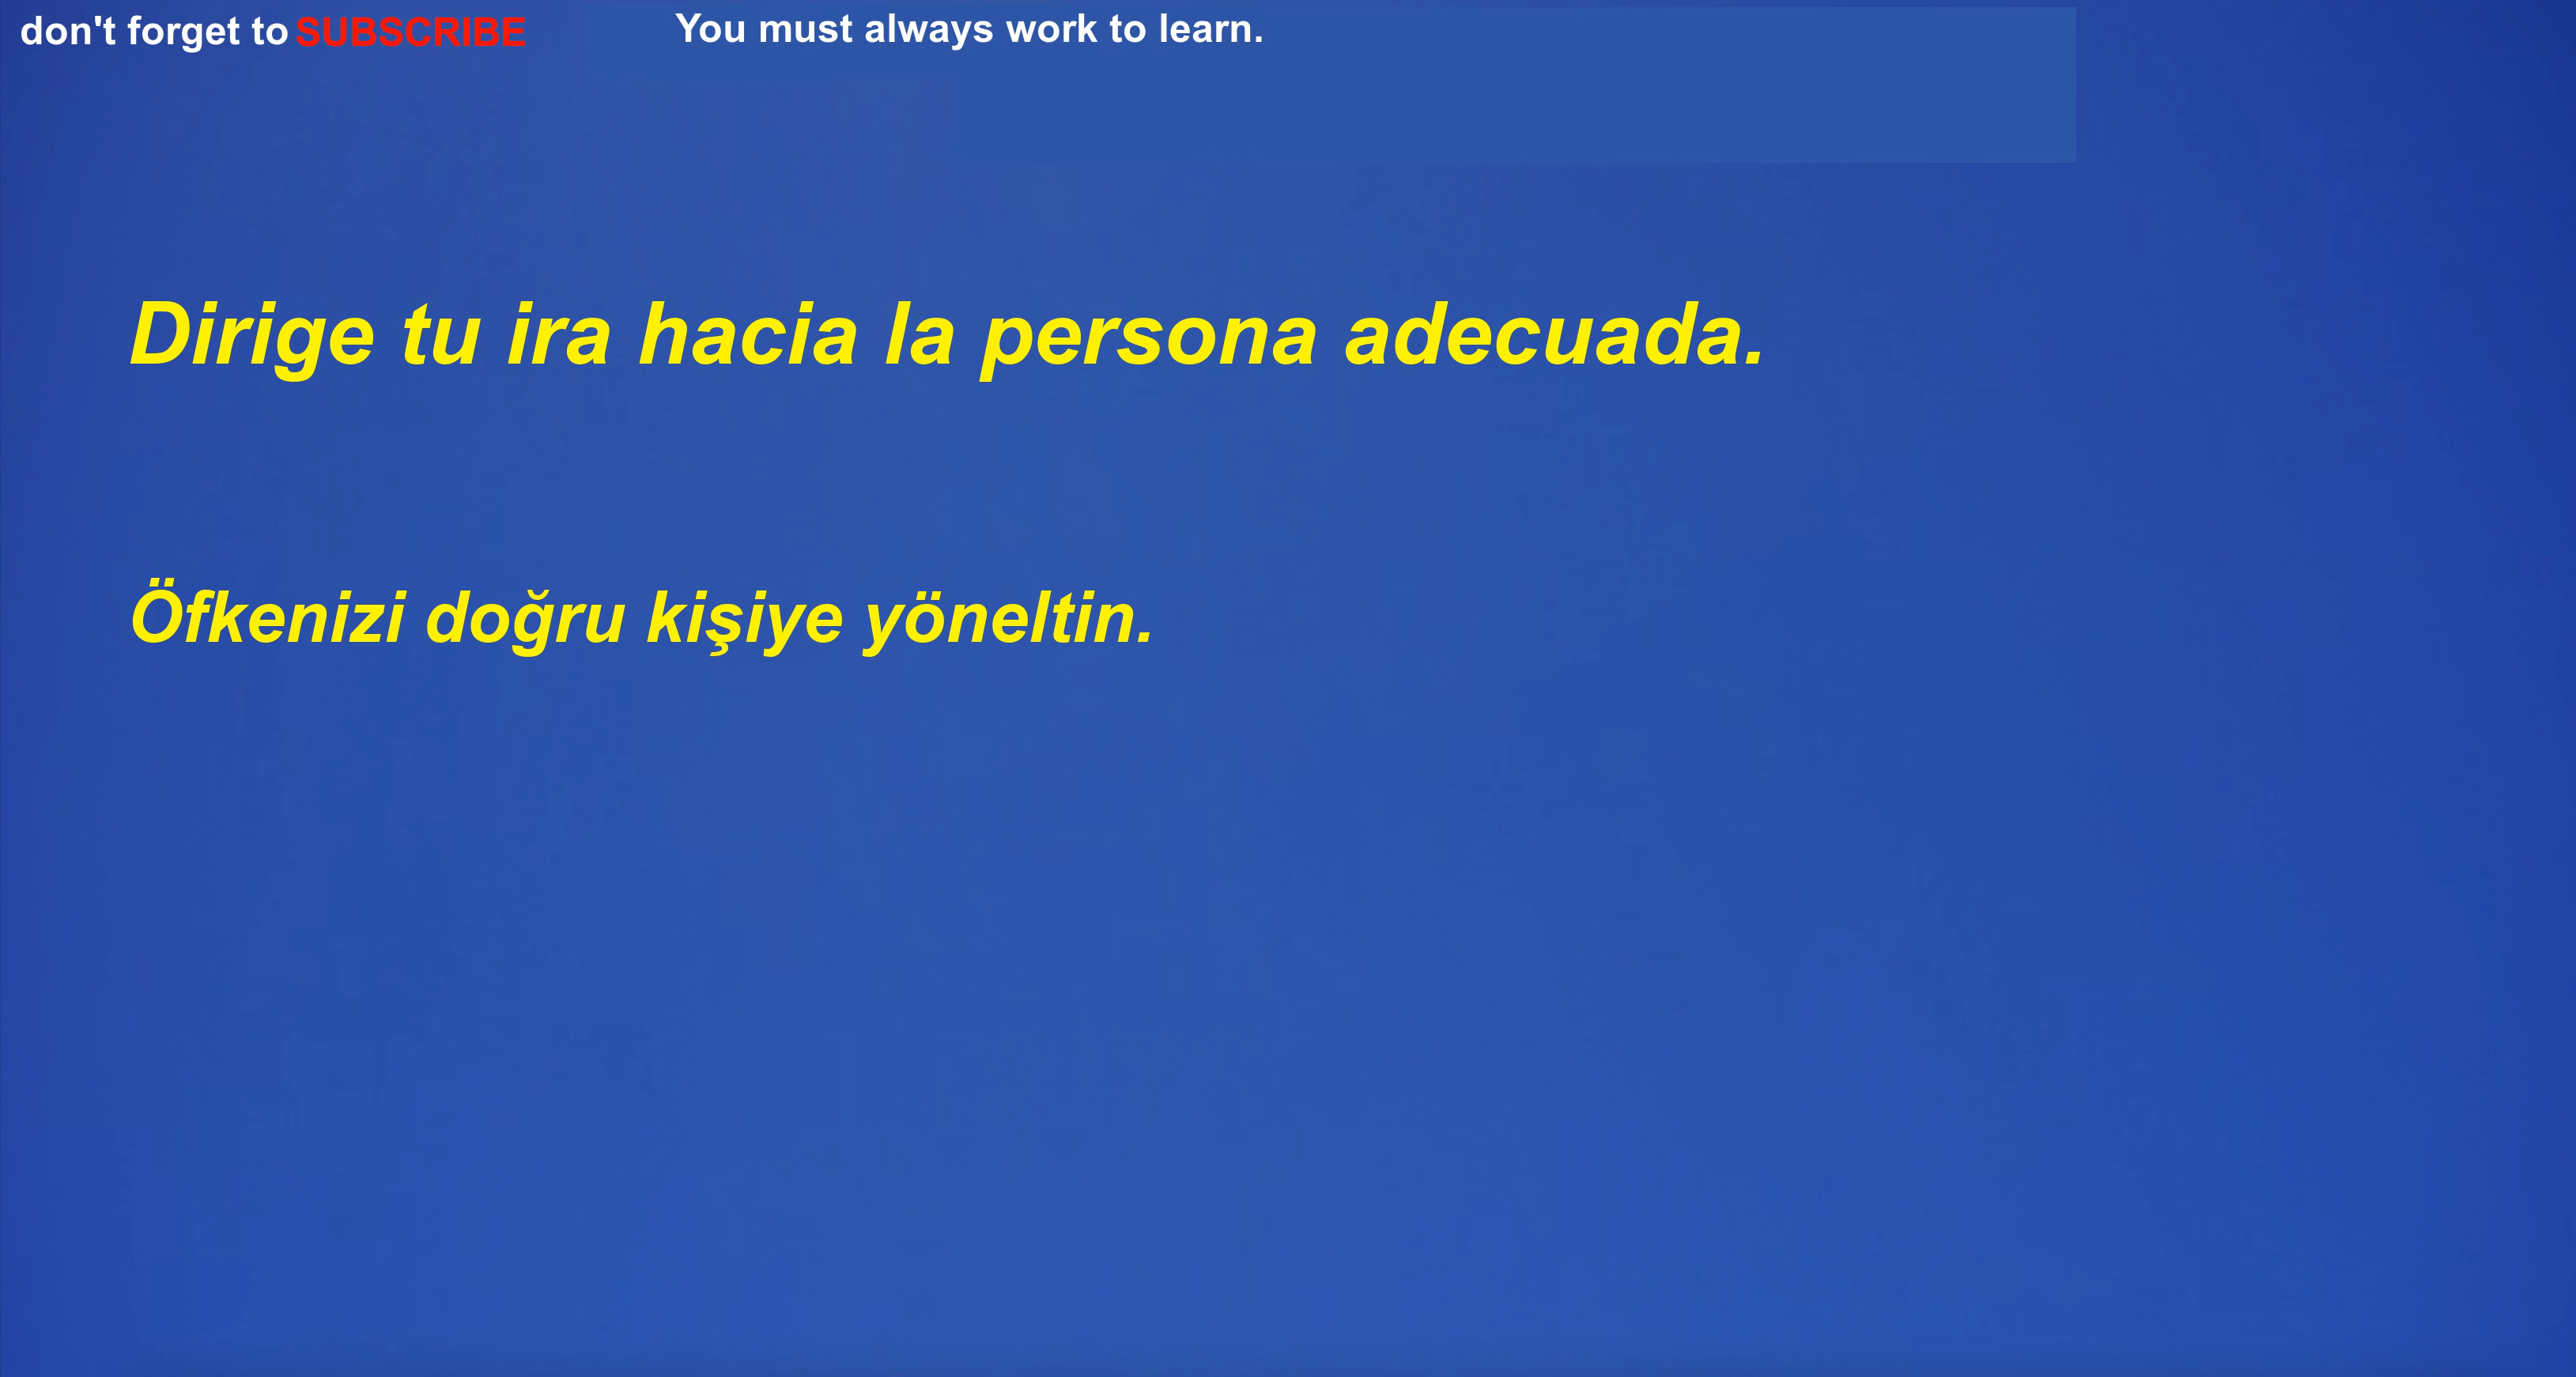 don't forget to SUBSCRIBE You must always work to learn.
Dirige tu ira hacia la persona adecuada.
Öfkenizi doğru kişiye yöneltin.